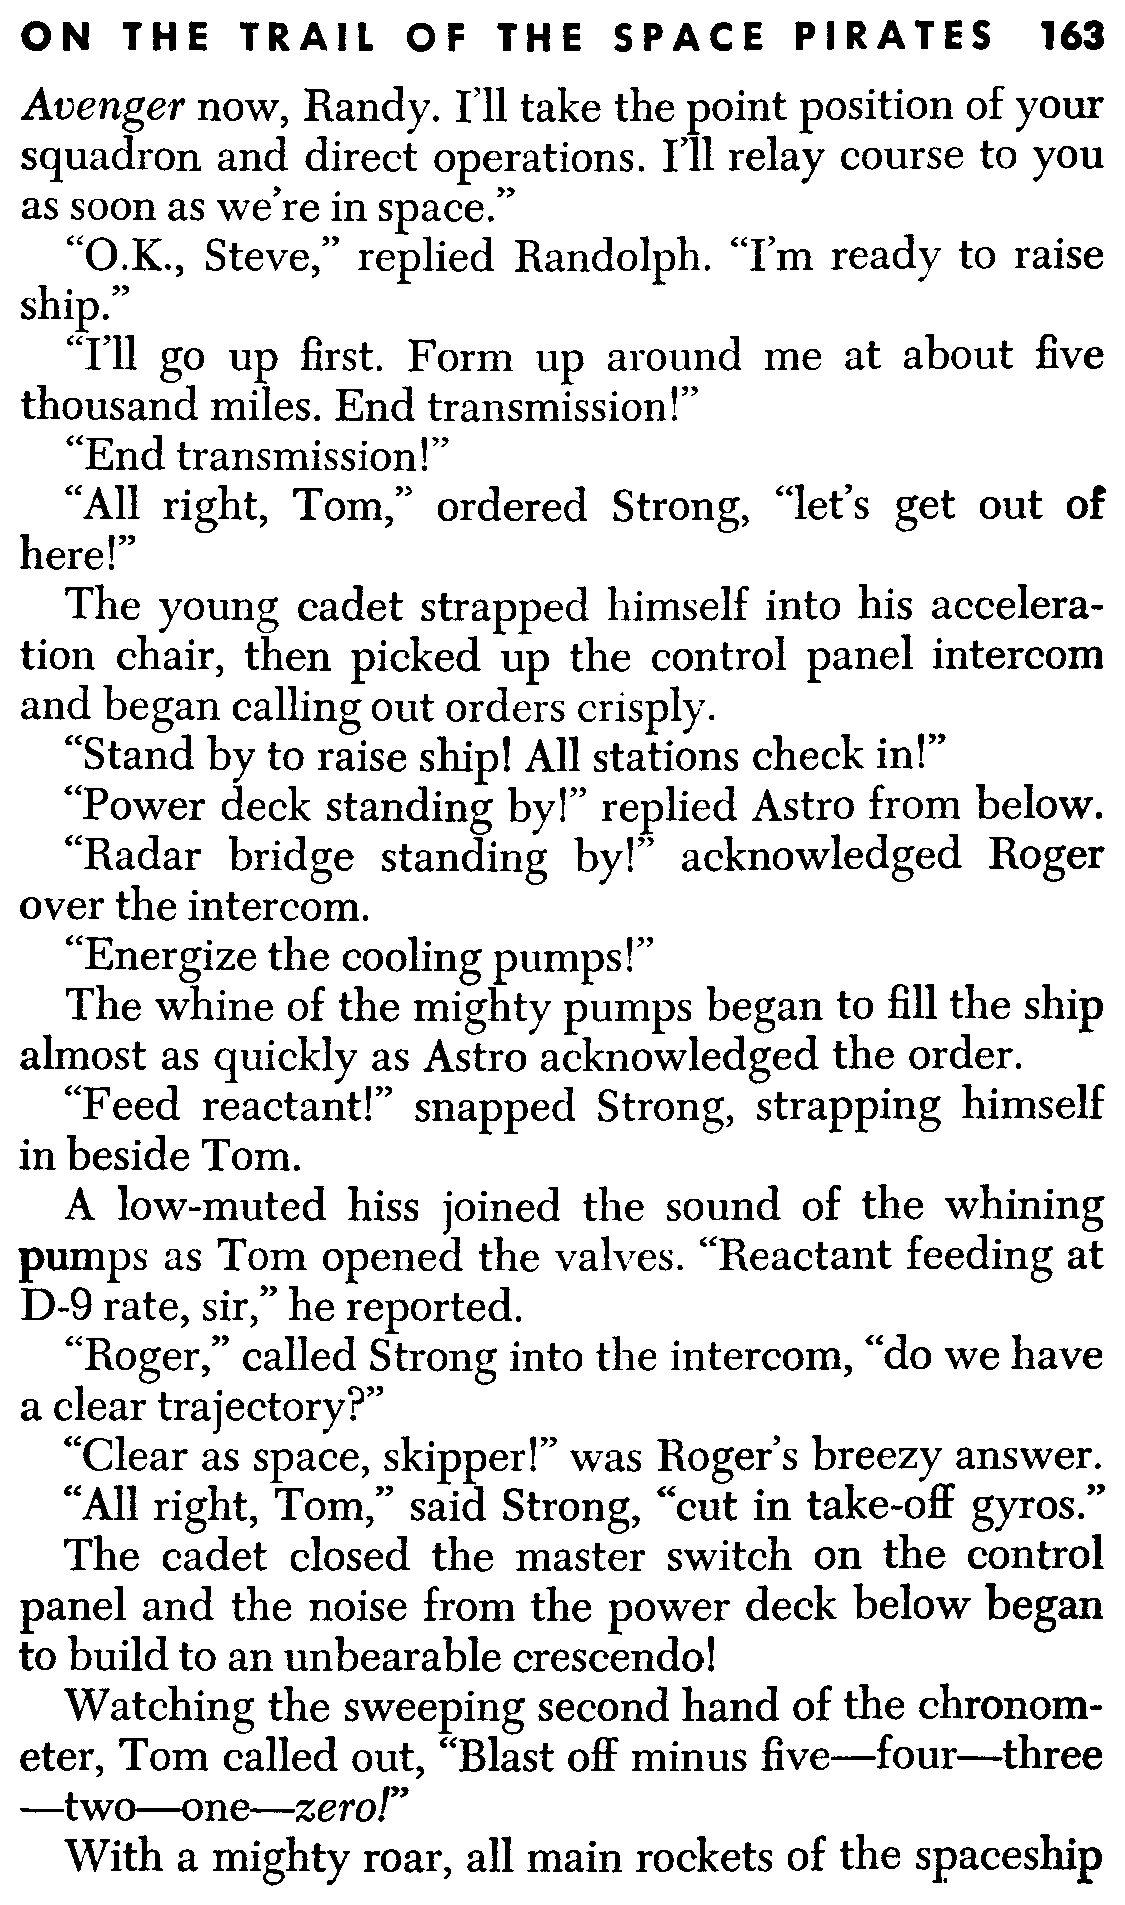 ON THE TRAIL OF THE SPACE PIRATES 163
Avenger now, Randy. I'll take the point position of your
squadron and direct operations. I'll relay course to you
as soon as we're in space.”
“O.K., Steve,” replied Randolph. “I'm ready to raise
ship.”
“I'll go up first. Form up around me at about five
thousand miles. End transmission!”
“End transmission!”
“All right, Tom,” ordered Strong, “let's get out of
here!”
The young cadet strapped himself into his accelera-
tion chair, then picked up the control panel intercom
and began calling out orders crisply.
“Stand by to raise ship! All stations check in!”
“Power deck standing by!” replied Astro from below.
“Radar bridge standing by!” acknowledged Roger
over the intercom.
“Energize the cooling pumps!”
The whine of the mighty pumps began to fill the ship
almost as quickly as Astro acknowledged the order.
“Feed reactant!” snapped Strong, strapping himself
in beside Tom.
A low-muted hiss joined the sound of the whining
pumps as Tom opened the valves. “Reactant feeding at
D-9 rate, sir,” he reported.
“Roger,” called Strong into the intercom, “do we have
a clear trajectory?”
“Clear as space, skipper!” was Roger's breezy answer.
“All right, Tom,” said Strong, “cut in take-off gyros.”
The cadet closed the master switch on the control
panel and the noise from the power deck below began
to build to an unbearable crescendo!
Watching the sweeping second hand of the chronom-
eter, Tom called out, “Blast off minus five—four—three
—two—one—zero!”
With a mighty roar, all main rockets of the spaceship